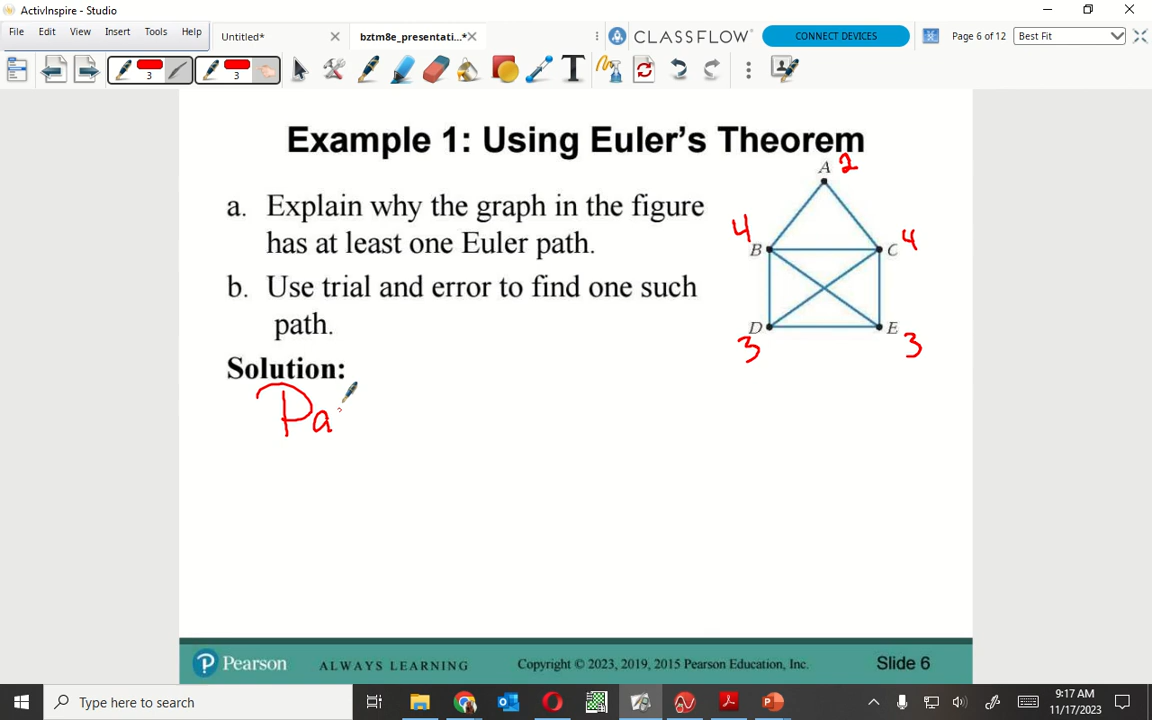 ActivInspire - Studio
File Edit View Insert Tools Help
Untitled*
bztm8e_presentati...*
CLASSFLOW
CONNECT DEVICES
Page 6 of 12
Best Fit
3
3
Example 1: Using Euler's Theorem
a. Explain why the graph in the figure
has at least one Euler path.
b. Use trial and error to find one such
path.
Solution:
Pa
A 2
4
B
C 4
D
E
3
3
P Pearson
ALWAYS LEARNING
Copyright © 2023, 2019, 2015 Pearson Education, Inc.
Slide 6
Type here to search
9:17 AM
11/17/2023